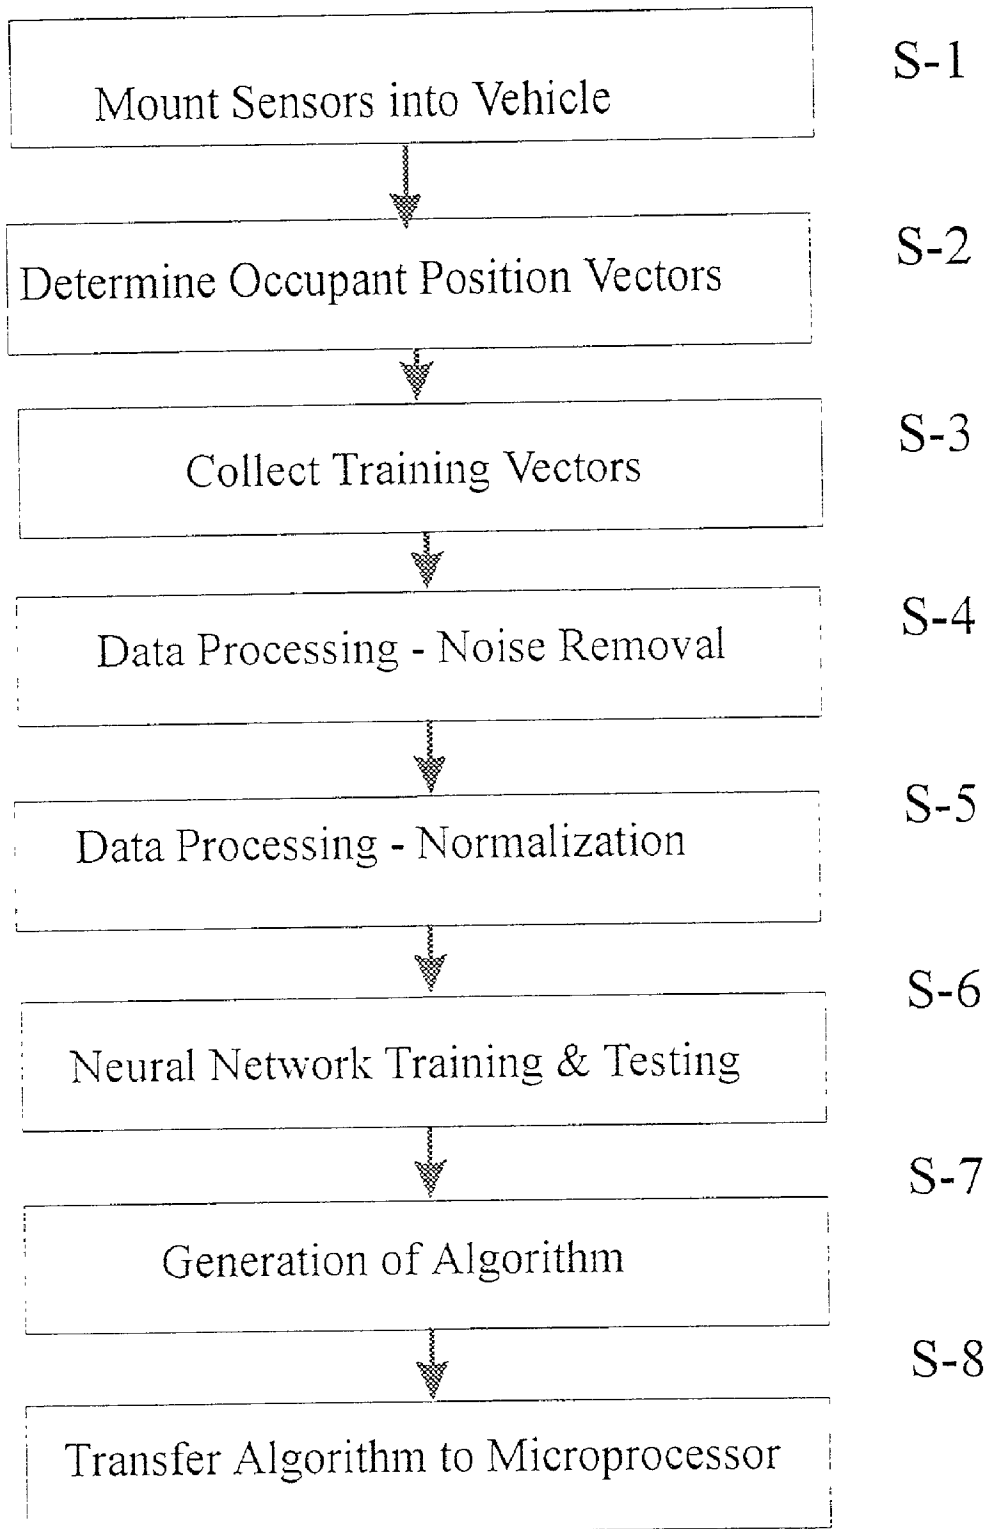 S-1
Mount Sensors into Vehicle
S-2
Determine Occupant Position Vectors
S-3
Collect Training Vectors
S-4
Data Processing - Noise Removal
S-5
Data Processing - Normalization
S-6
Neural Network Training & Testing
S-7
Generation of Algorithm
S-8
Transfer Algorithm to Microprocessor